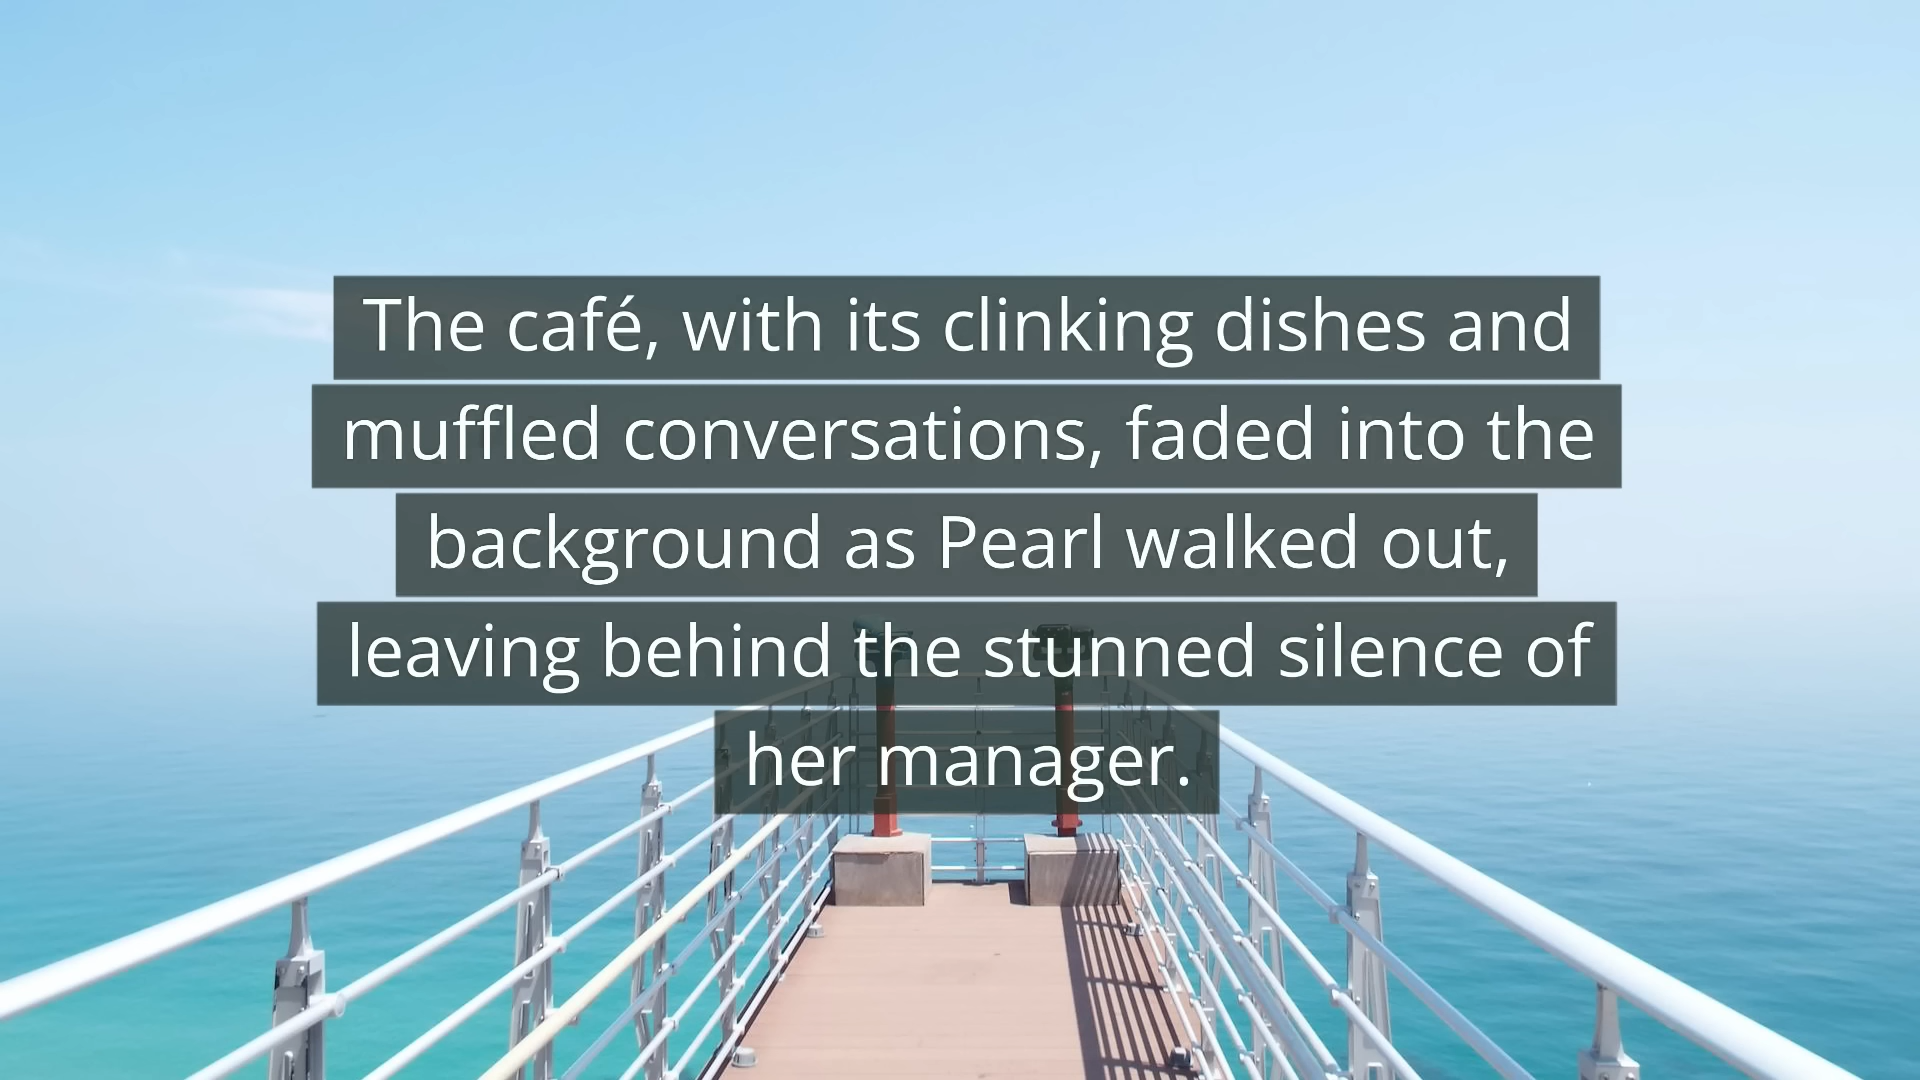 The café, with its clinking dishes and
muffled conversations, faded into the
background as Pearl walked out,
leaving behind the stunned silence of
her manager.